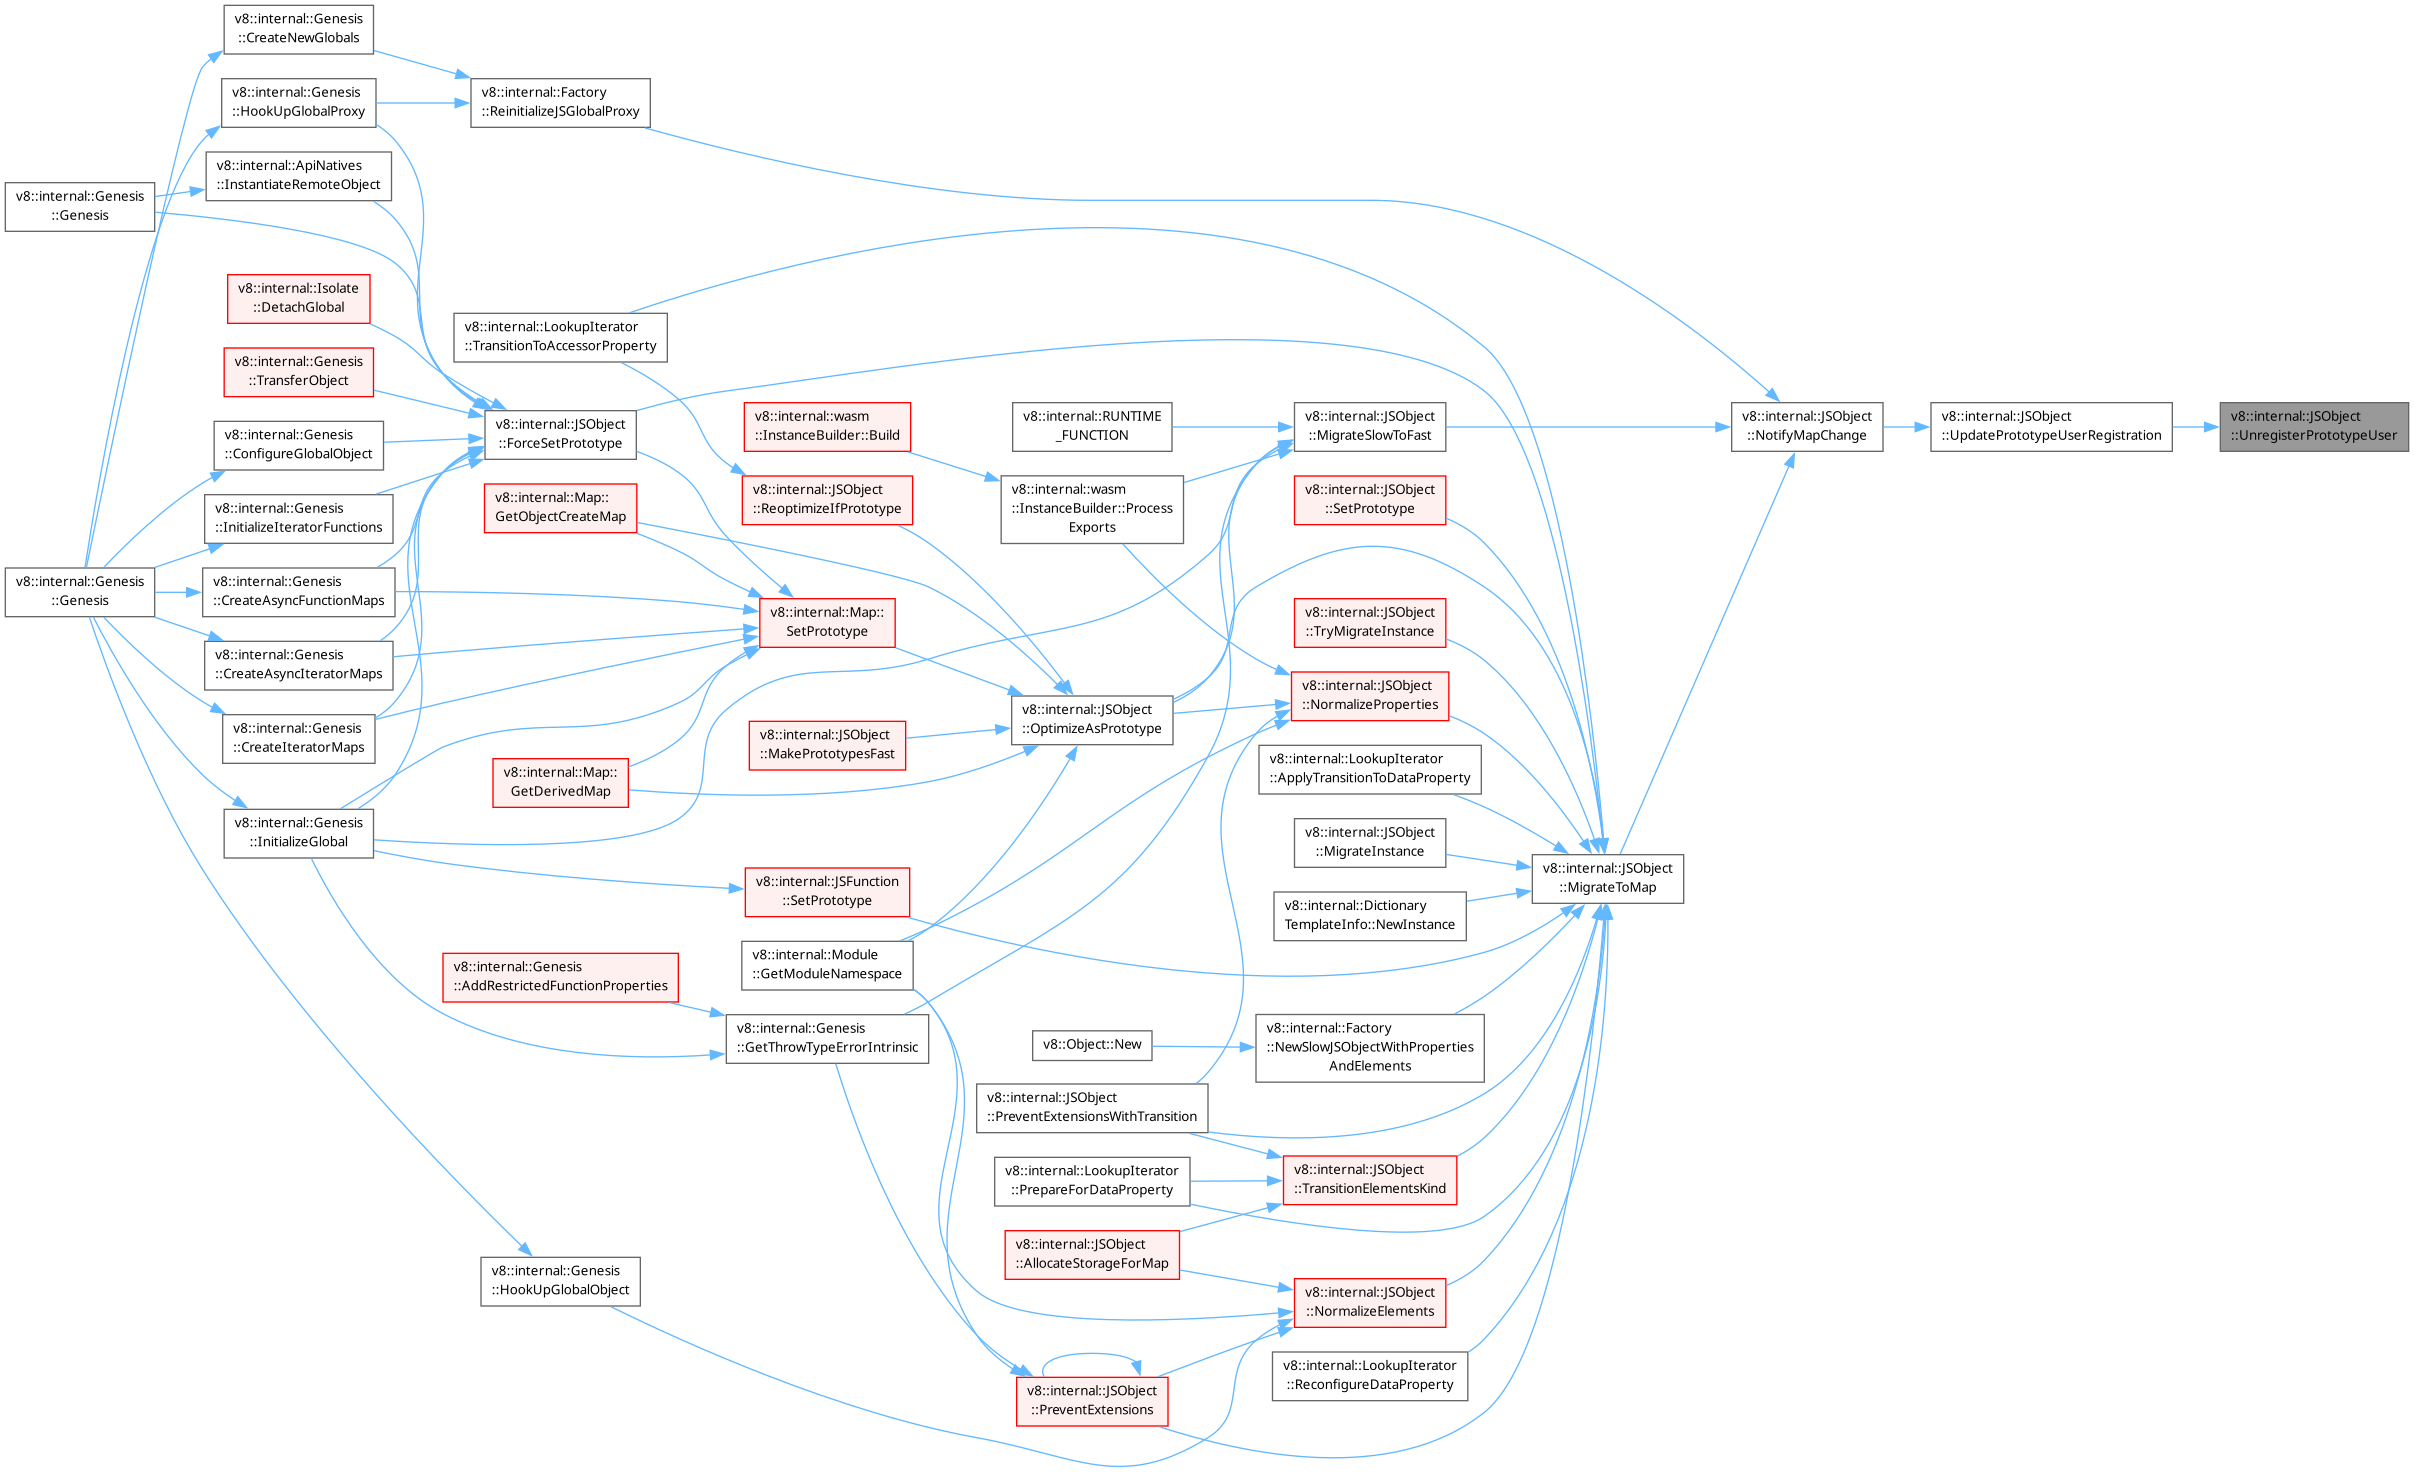 v8::internal::Genesis
::CreateNewGlobals
v8::internal::Genesis
::HookUpGlobalProxy
v8::internal::Factory
::ReinitializeJSGlobalProxy
v8::internal::ApiNatives
::InstantiateRemoteObject
v8::internal::Genesis
::Genesis
v8::internal::Isolate
::DetachGlobal
v8::internal::LookupIterator
::TransitionToAccessorProperty
v8::internal::Genesis
::TransferObject
v8::internal::JSObject
::ForceSetPrototype
v8::internal::wasm
::InstanceBuilder::Build
v8::internal::RUNTIME
_FUNCTION
v8::internal::JSObject
::MigrateSlowToFast
v8::internal::JSObject
::NotifyMapChange
v8::internal::JSObject
::UpdatePrototypeUserRegistration
v8::internal::JSObject
::UnregisterPrototypeUser
v8::internal::Genesis
::ConfigureGlobalObject
v8::internal::Map::
GetObjectCreateMap
v8::internal::JSObject
::ReoptimizeIfPrototype
v8::internal::wasm
::InstanceBuilder::Process
Exports
v8::internal::JSObject
::SetPrototype
v8::internal::Genesis
::InitializeIteratorFunctions
v8::internal::Genesis
::Genesis
v8::internal::Genesis
::CreateAsyncFunctionMaps
v8::internal::Map::
SetPrototype
v8::internal::JSObject
::TryMigrateInstance
v8::internal::Genesis
::CreateAsyncIteratorMaps
v8::internal::JSObject
::NormalizeProperties
v8::internal::Genesis
::CreateIteratorMaps
v8::internal::JSObject
::MakePrototypesFast
v8::internal::JSObject
::OptimizeAsPrototype
v8::internal::LookupIterator
::ApplyTransitionToDataProperty
v8::internal::Map::
GetDerivedMap
v8::internal::Genesis
::InitializeGlobal
v8::internal::JSObject
::MigrateInstance
v8::internal::JSObject
::MigrateToMap
v8::internal::JSFunction
::SetPrototype
v8::internal::Dictionary
TemplateInfo::NewInstance
v8::internal::Module
::GetModuleNamespace
v8::internal::Genesis
::AddRestrictedFunctionProperties
v8::internal::Genesis
::GetThrowTypeErrorIntrinsic
v8::Object::New
v8::internal::Factory
::NewSlowJSObjectWithProperties
AndElements
v8::internal::JSObject
::PreventExtensionsWithTransition
v8::internal::LookupIterator
::PrepareForDataProperty
v8::internal::JSObject
::TransitionElementsKind
v8::internal::JSObject
::AllocateStorageForMap
v8::internal::Genesis
::HookUpGlobalObject
v8::internal::JSObject
::NormalizeElements
v8::internal::LookupIterator
::ReconfigureDataProperty
v8::internal::JSObject
::PreventExtensions